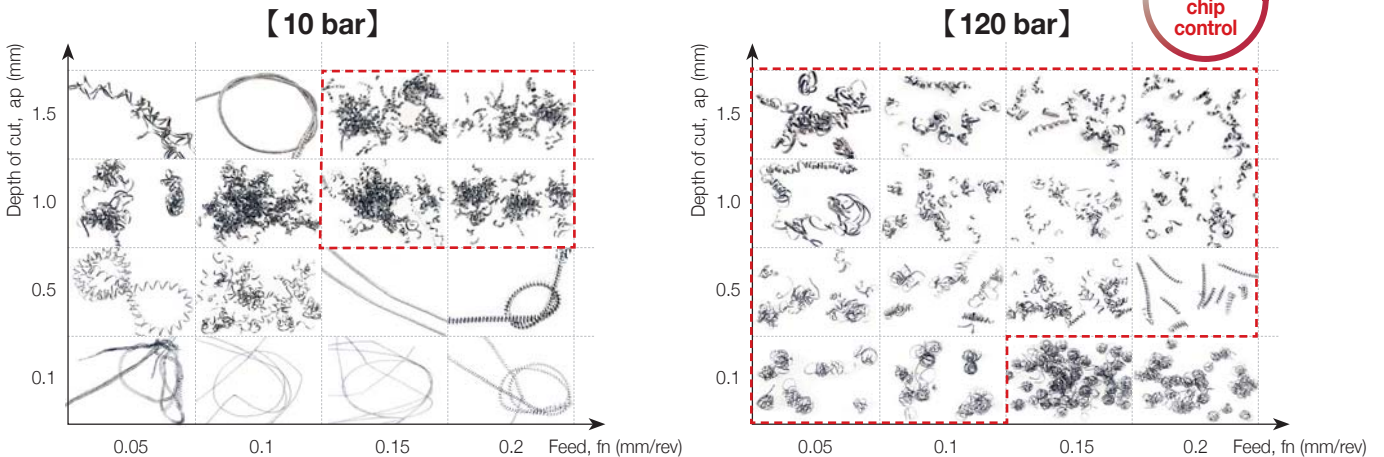 【10 bar】
Depth of cut, ap (mm)
1.5
1.0
0.5
0.1
0.05 0.1 0.15 0.2 Feed, fn (mm/rev)
【120 bar】
chip
control
Depth of cut, ap (mm)
1.5
1.0
0.5
0.1
0.05 0.1 0.15 0.2 Feed, fn (mm/rev)